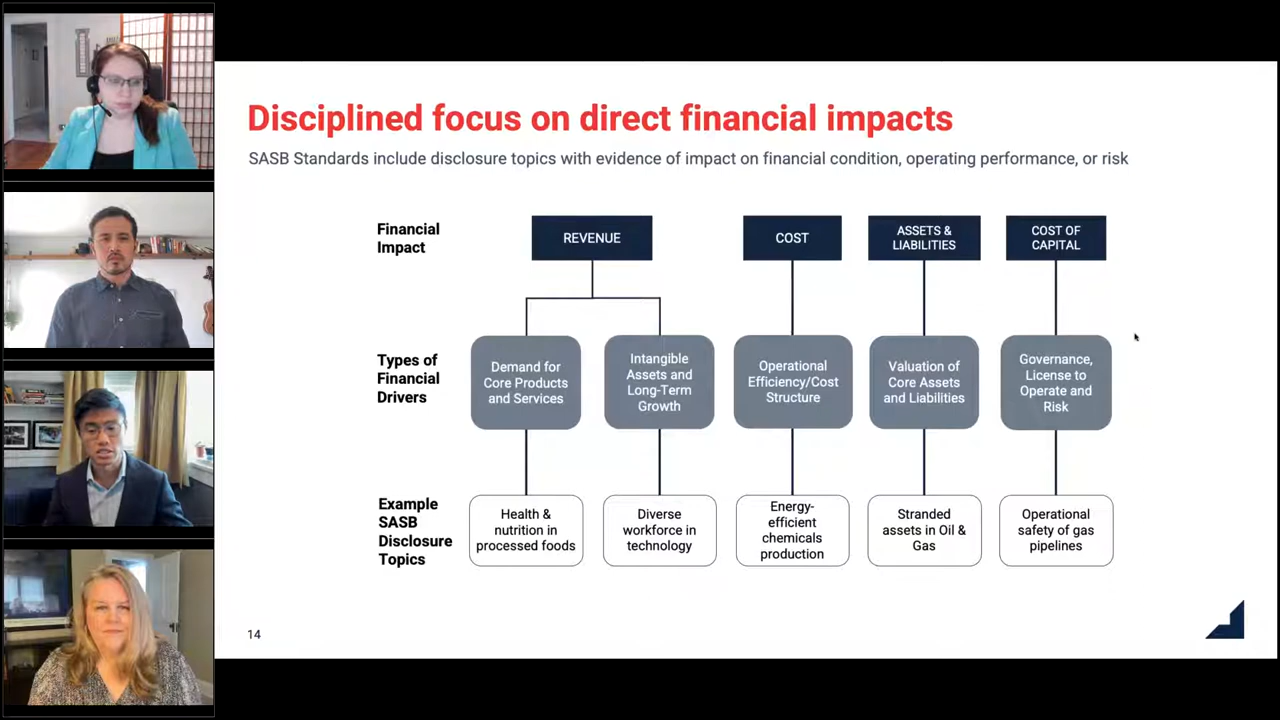 Disciplined focus on direct financial impacts
SASB Standards include disclosure topics with evidence of impact on financial condition, operating performance, or risk
Financial
Impact
REVENUE
COST
ASSETS &
LIABILITIES
COST OF
CAPITAL
Types of
Financial
Drivers
Demand for
Core Products
and Services
Intangible
Assets and
Long-Term
Growth
Operational
Efficiency/Cost
Structure
Valuation of
Core Assets
and Liabilities
Governance,
License to
Operate and
Risk
Example
SASB
Disclosure
Topics
Health &
nutrition in
processed foods
Diverse
workforce in
technology
Energy-
efficient
chemicals
production
Stranded
assets in Oil &
Gas
Operational
safety of gas
pipelines
14